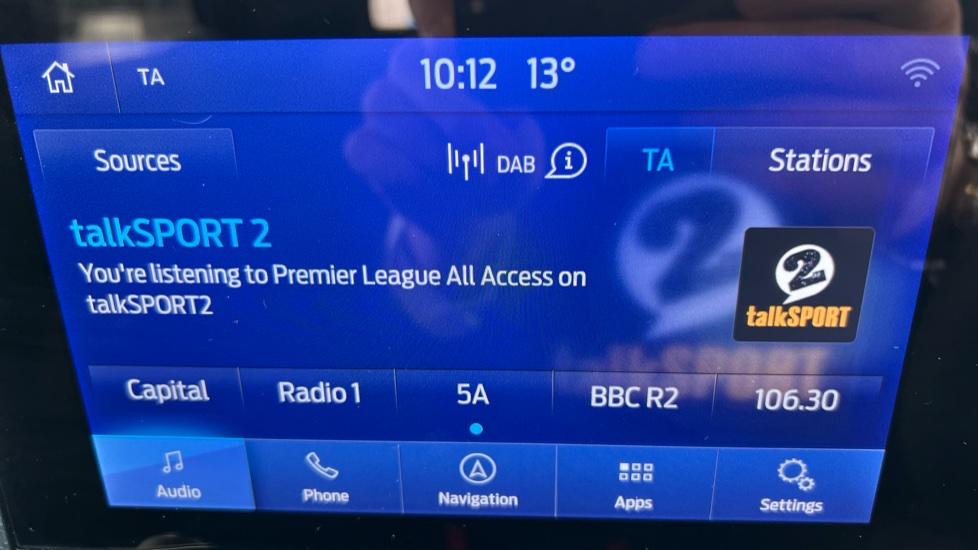 TA
10:12 13°
Sources
DAB
i
TA
Stations
talkSPORT 2
You're listening to Premier League All Access on
talkSPORT2
2
talkSPORT
Capital
Radio 1
5A
BBC R2
106.30
Audio
Phone
Navigation
Apps
Settings